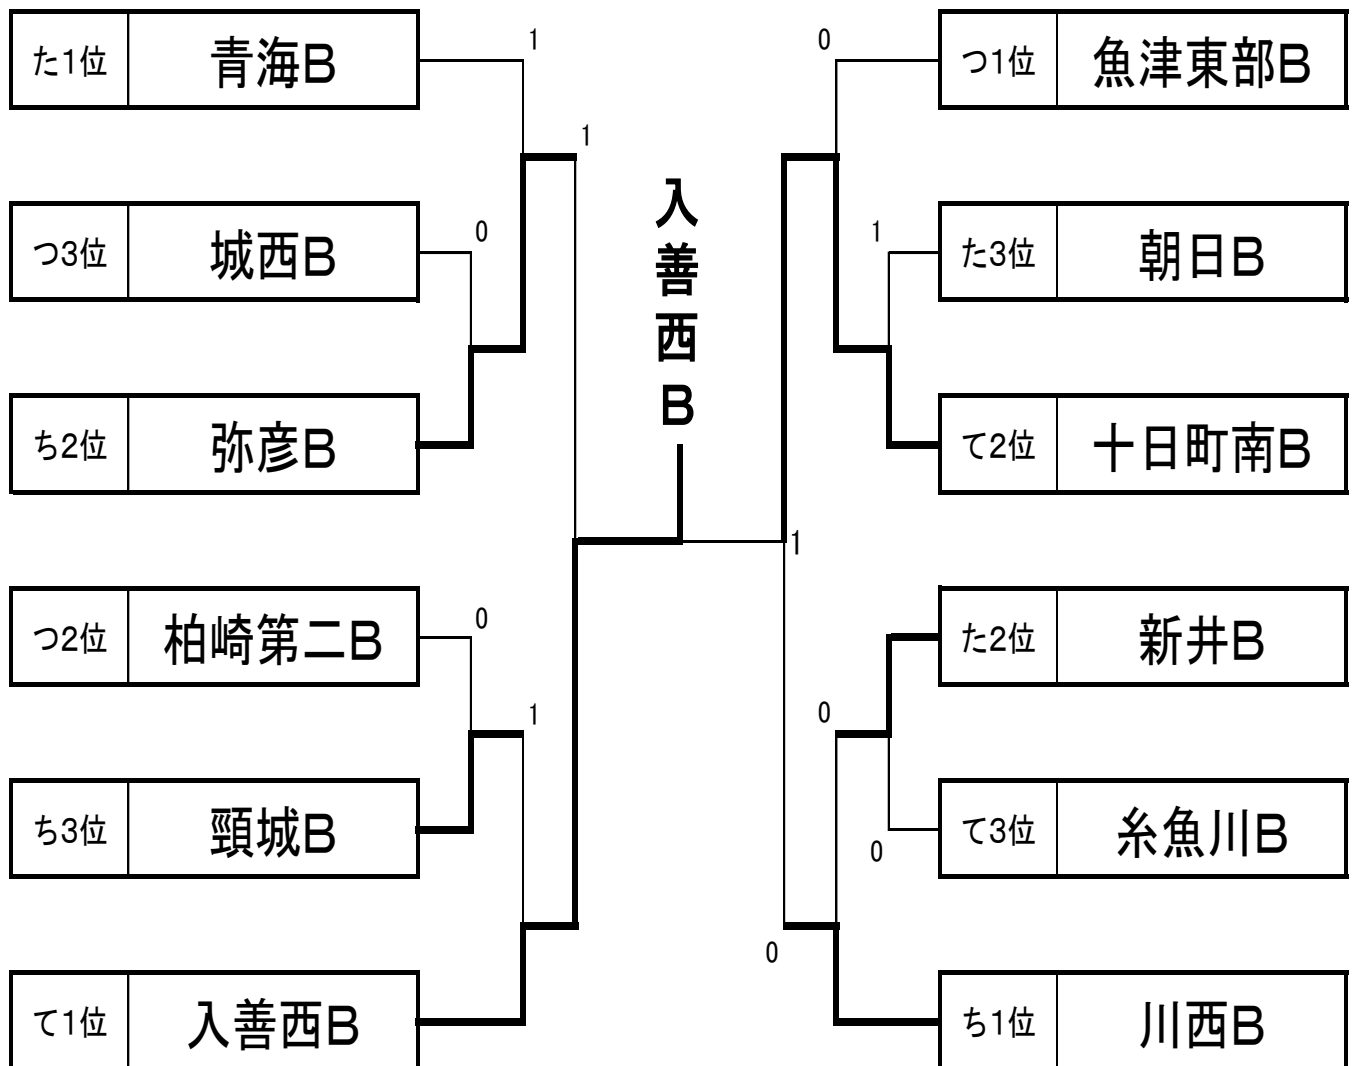 た1位 青海B
1
0
つ1位 魚津東部B
1
入善西B
つ3位 城西B
0
1
た3位 朝日B
ち2位 弥彦B
て2位 十日町南B
1
つ2位 柏崎第二B
0
た2位 新井B
1
0
ち3位 頸城B
0
て3位 糸魚川B
0
て1位 入善西B
ち1位 川西B